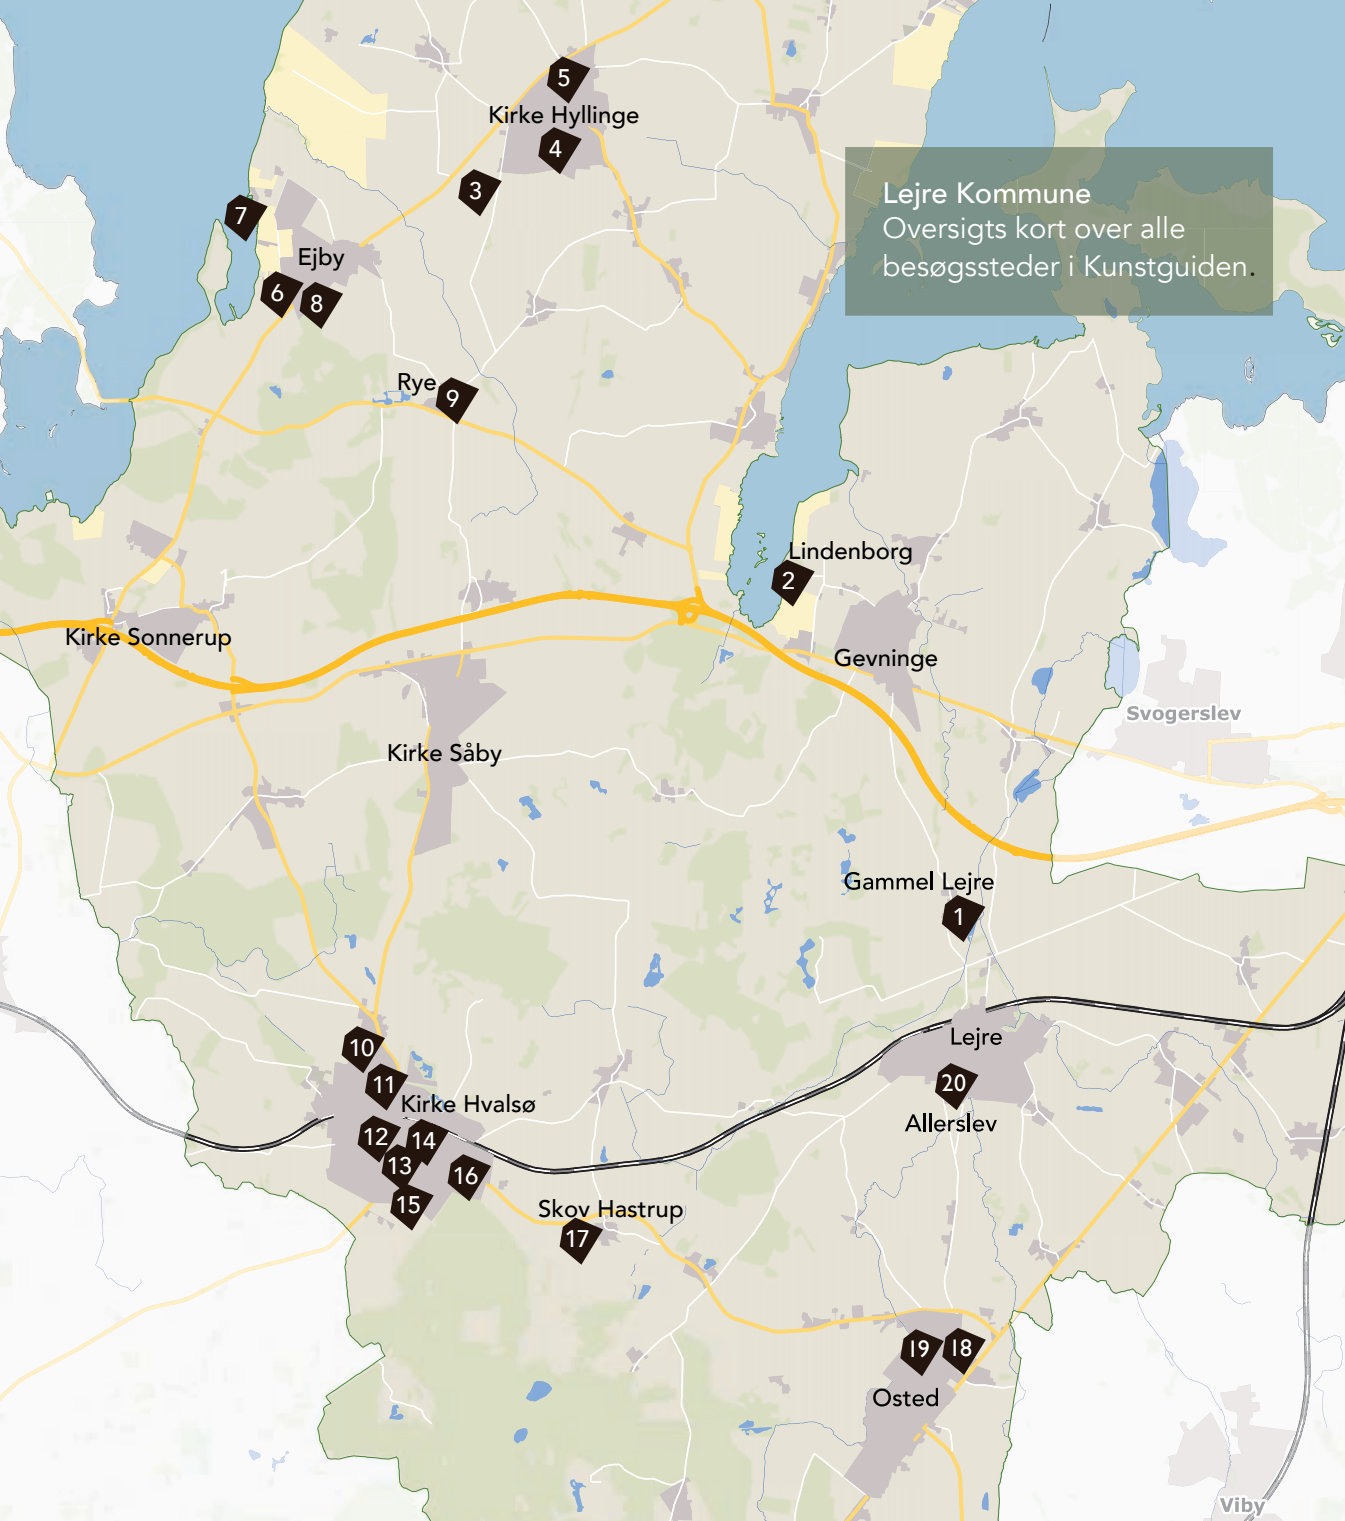 5
Kirke Hyllinge
4
3
Lejre Kommune
Oversigts kort over alle
besøgssteder i Kunstguiden.
7
Ejby
6
8
Rye
9
Lindenborg
2
Kirke Sonnerup
Gevninge
Svogerslev
Kirke Såby
Gammel Lejre
1
10
Lejre
11
20
Kirke Hvalsø
Allerslev
12
14
13
16
15
Skov Hastrup
17
19
18
Osted
Viby